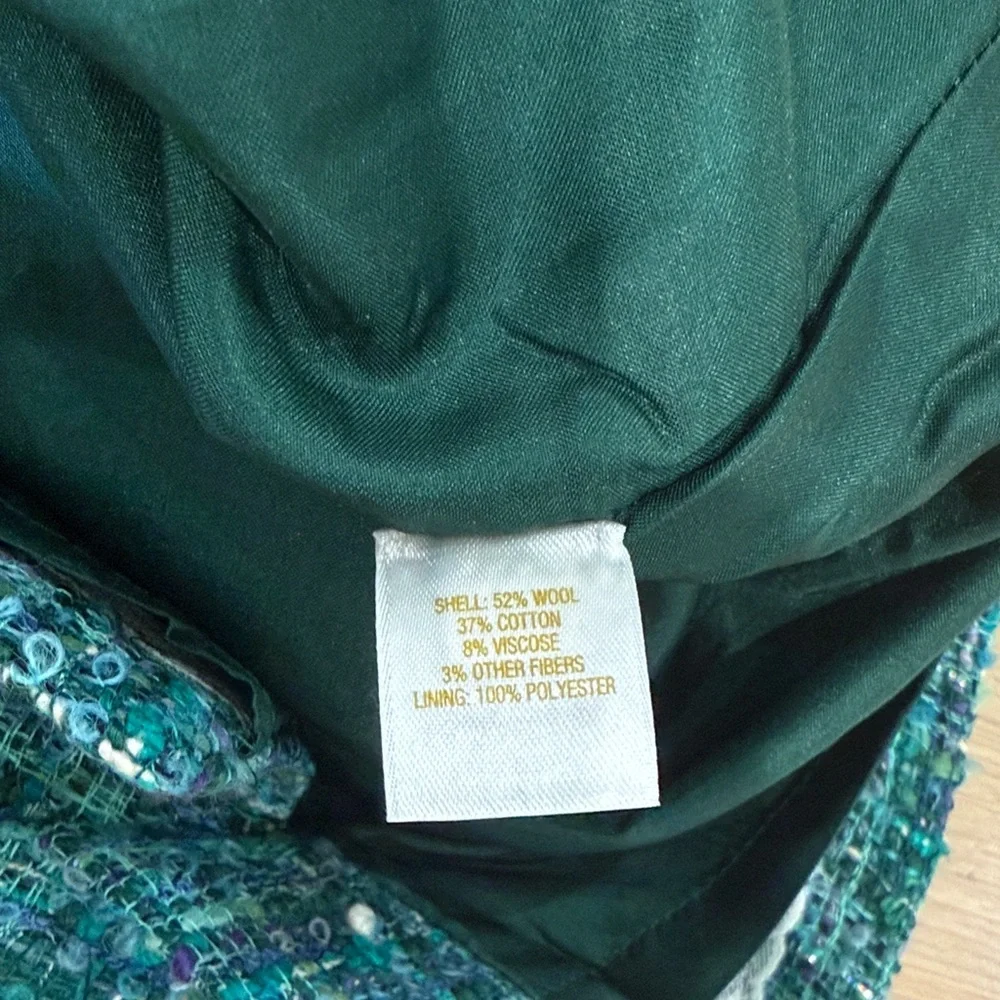 SHELL: 52% WOOL
37% COTTON
8% VISCOSE
3% OTHER FIBERS
LINING: 100% POLYESTER